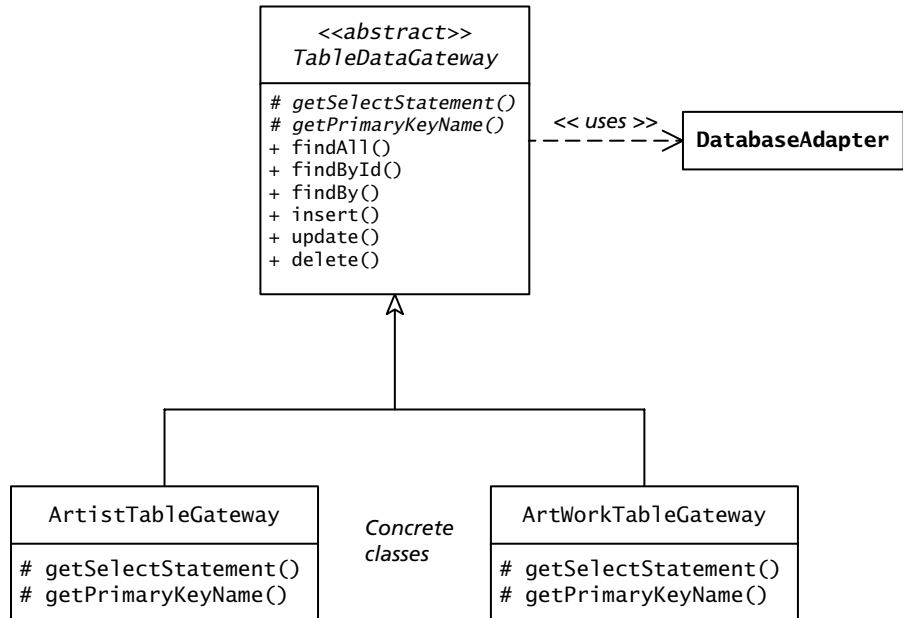 <<abstract>>
TableDataGateway
# getSelectStatement()
# getPrimaryKeyName()
+ findAll()
+ findById()
+ findBy()
+ insert()
+ update()
+ delete()
<< uses >>
DatabaseAdapter
ArtistTableGateway
# getSelectStatement()
# getPrimaryKeyName()
Concrete
classes
ArtWorkTableGateway
# getSelectStatement()
# getPrimaryKeyName()